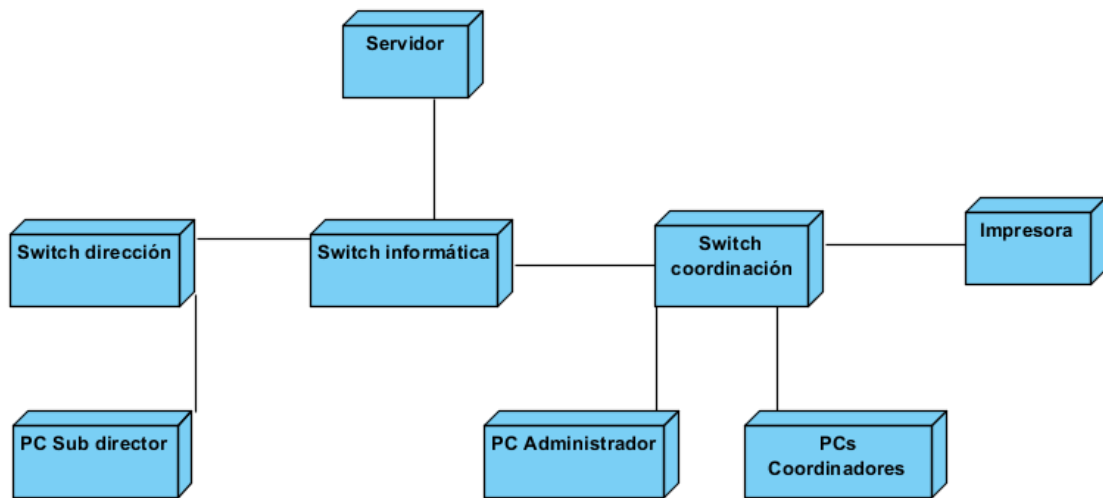 Servidor
Switch dirección
Switch informática
Switch
coordinación
Impresora
PC Sub director
PC Administrador
PCs
Coordinadores